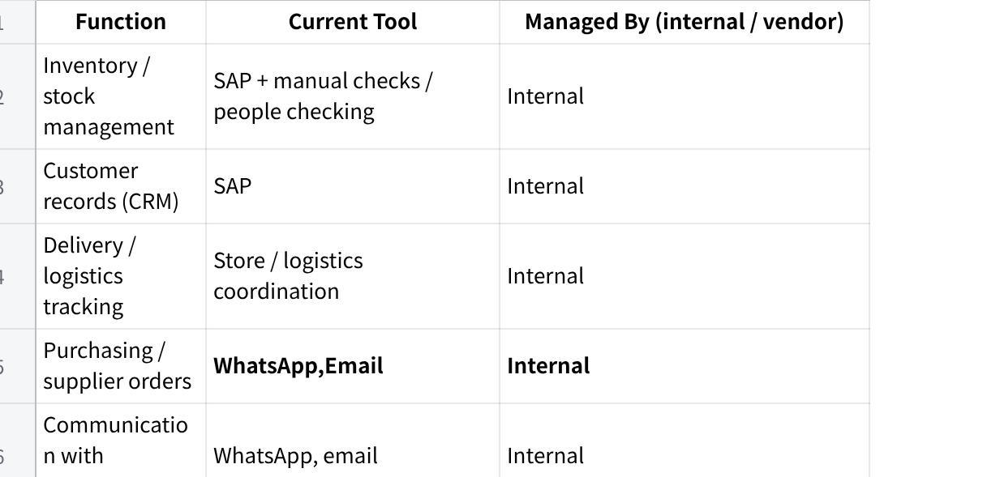 1 Function Current Tool Managed By (internal / vendor)
2 Inventory / stock management SAP + manual checks / people checking Internal
3 Customer records (CRM) SAP Internal
4 Delivery / logistics tracking Store / logistics coordination Internal
5 Purchasing / supplier orders WhatsApp,Email Internal
6 Communication with WhatsApp, email Internal